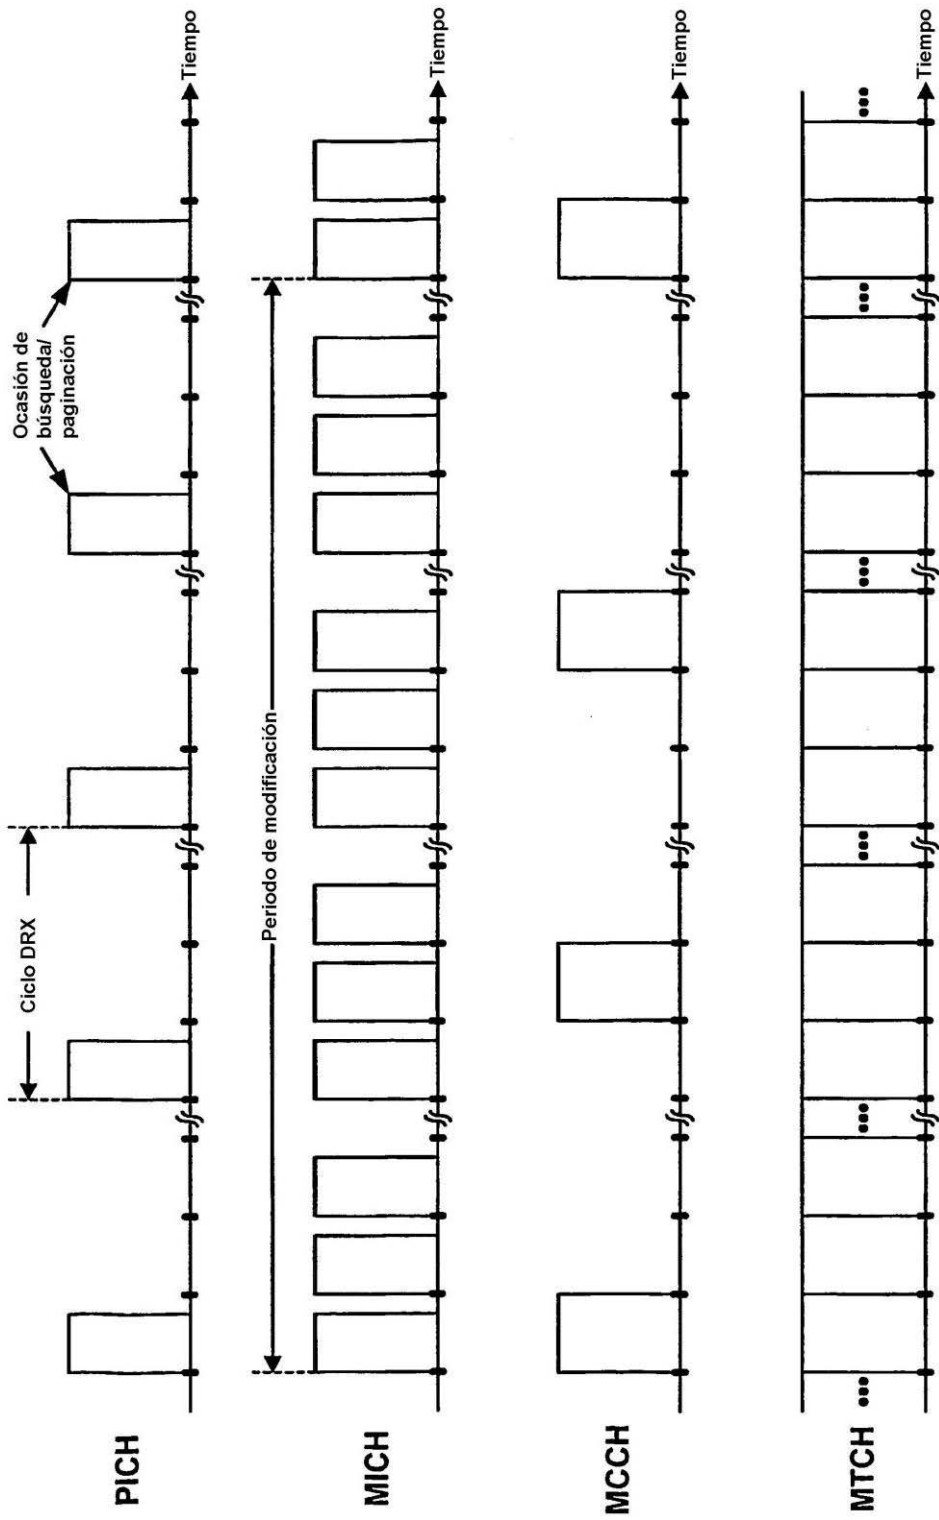 Ciclo DRX
Ocasión de
búsqueda/
paginación
PICH
Tiempo
Periodo de modificación
MICH
Tiempo
MCCH
Tiempo
MTCH
Tiempo